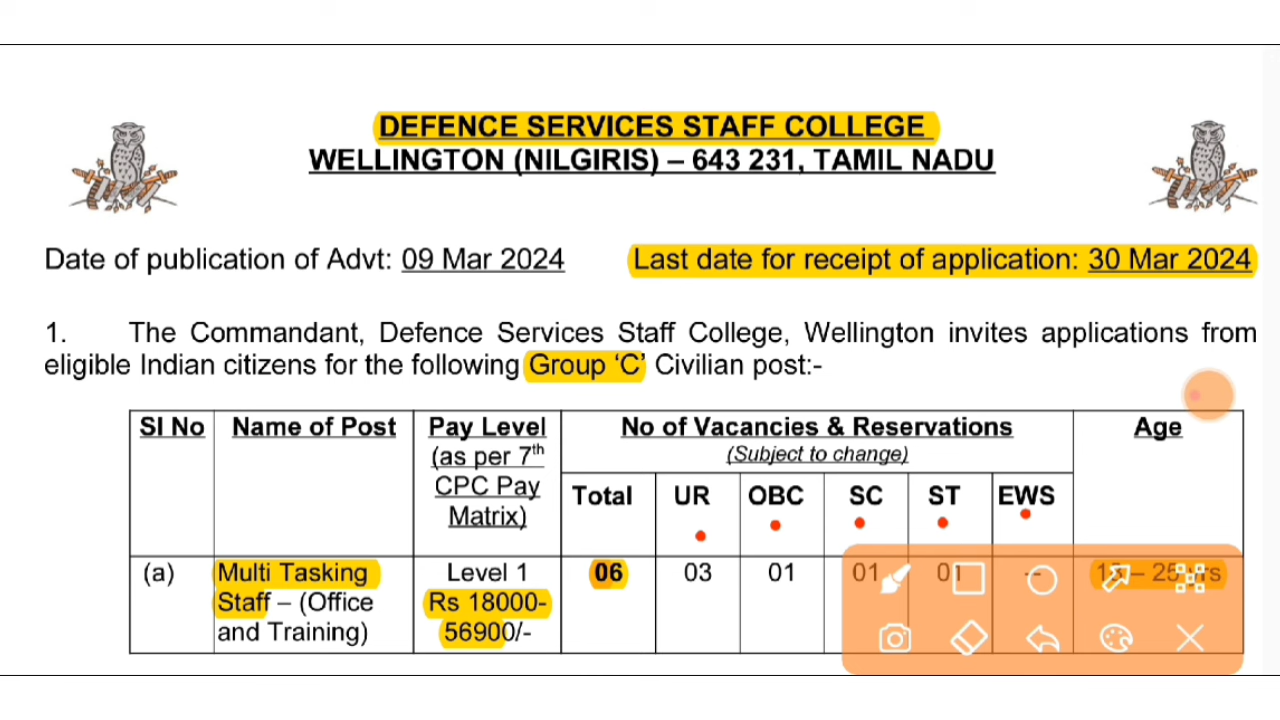 DEFENCE SERVICES STAFF COLLEGE
WELLINGTON (NILGIRIS) – 643 231, TAMIL NADU
Date of publication of Advt: 09 Mar 2024 Last date for receipt of application: 30 Mar 2024
1. The Commandant, Defence Services Staff College, Wellington invites applications from
eligible Indian citizens for the following Group ‘C’ Civilian post:-
Sl No Name of Post Pay Level No of Vacancies & Reservations Age
(as per 7th (Subject to change)
CPC Pay
Matrix)
Total UR OBC SC ST EWS
(a) Multi Tasking Level 1 06 03 01 01 01 -- – 25 yrs
Staff – (Office Rs 18000-
and Training) 56900/-